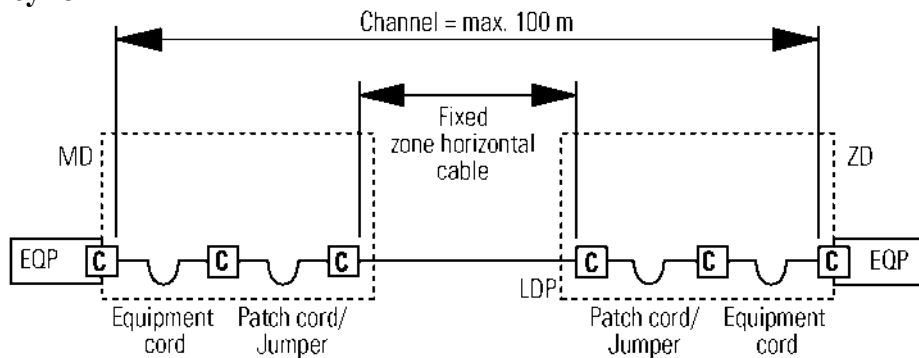 Channel = max. 100 m
Fixed
zone horizontal
cable
MD
ZD
EQP
C
C
C
C
C
C
EQP
LDP
Equipment
cord
Patch cord/
Jumper
Patch cord/
Jumper
Equipment
cord